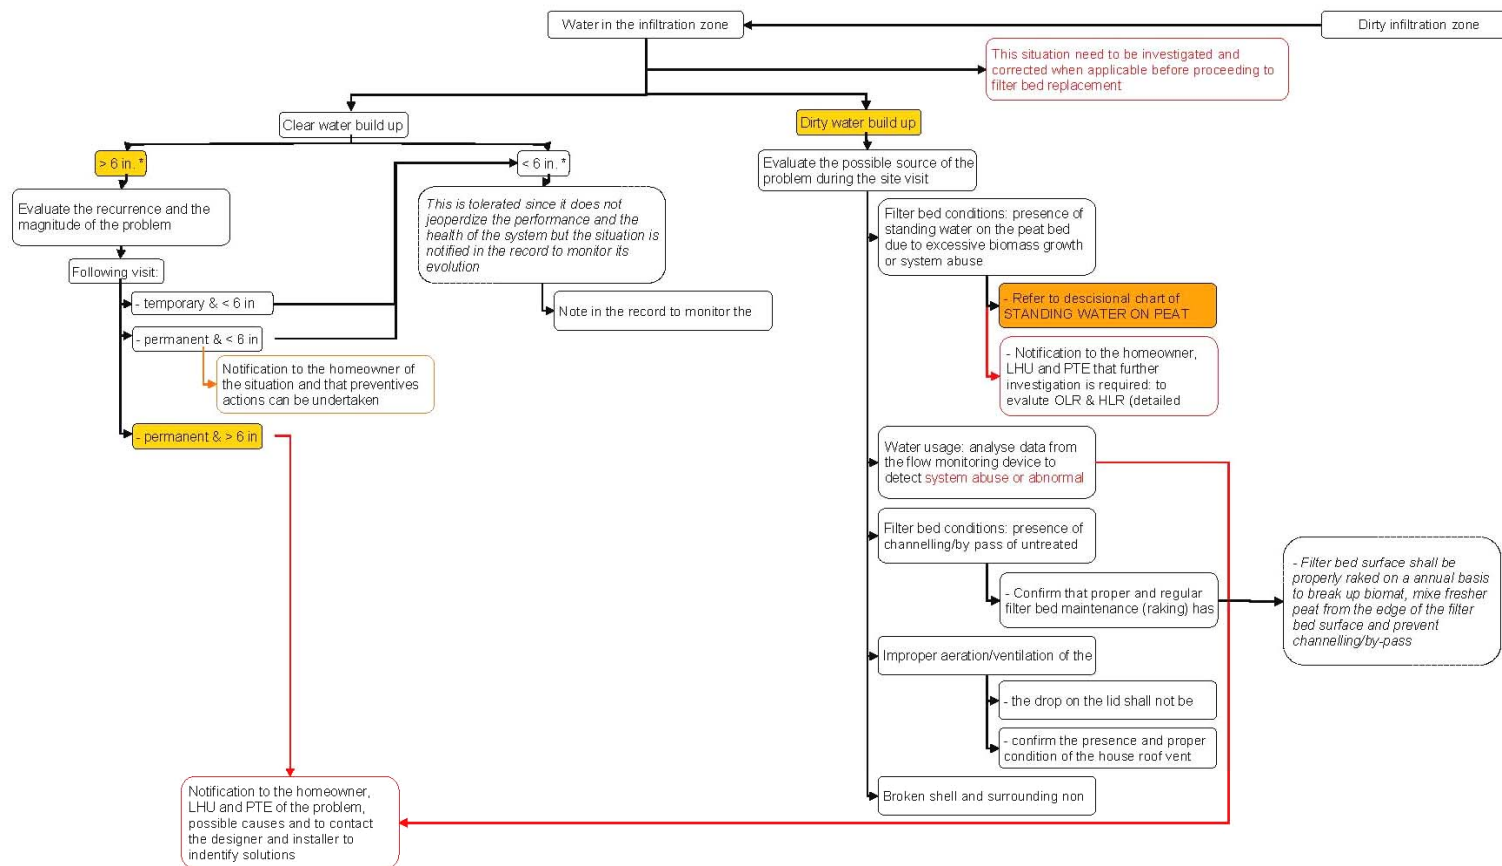 Water in the infiltration zone
Dirty infiltration zone
This situation need to be investigated and
corrected when applicable before proceeding to
filter bed replacement
Clear water build up
Dirty water build up
> 6 in. *
< 6 in. *
Evaluate the possible source of the
problem during the site visit
Evaluate the recurrence and the
magnitude of the problem
This is tolerated since it does not
jeoperdize the performance and the
health of the system but the situation is
notified in the record to monitor its
evolution
Filter bed conditions: presence of
standing water on the peat bed
due to excessive biomass growth
or system abuse
Following visit:
- temporary & < 6 in
Note in the record to monitor the
- Refer to descisional chart of
STANDING WATER ON PEAT
- permanent & < 6 in
Notification to the homeowner of
the situation and that preventives
actions can be undertaken
- Notification to the homeowner,
LHU and PTE that further
investigation is required: to
evalute OLR & HLR (detailed
- permanent & > 6 in
Water usage: analyse data from
the flow monitoring device to
detect system abuse or abnormal
Filter bed conditions: presence of
channelling/by pass of untreated
- Confirm that proper and regular
filter bed maintenance (raking) has
- Filter bed surface shall be
properly raked on a annual basis
to break up biomat, mixe fresher
peat from the edge of the filter
bed surface and prevent
channelling/by-pass
Improper aeration/ventilation of the
- the drop on the lid shall not be
- confirm the presence and proper
condition of the house roof vent
Broken shell and surrounding non
Notification to the homeowner,
LHU and PTE of the problem,
possible causes and to contact
the designer and installer to
indentify solutions